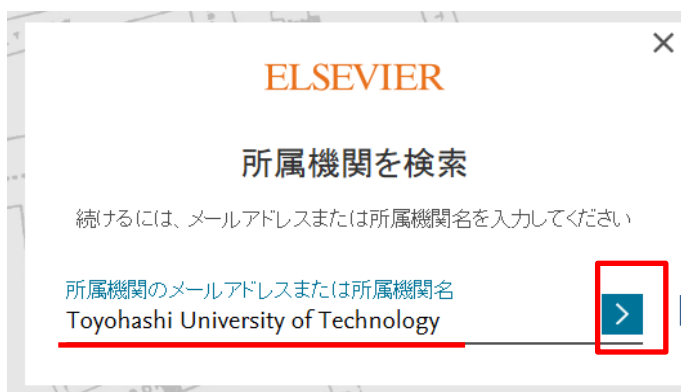 ELSEVIER
所属機関を検索
続けるには、メールアドレスまたは所属機関名を入力してください
所属機関のメールアドレスまたは所属機関名
Toyohashi University of Technology